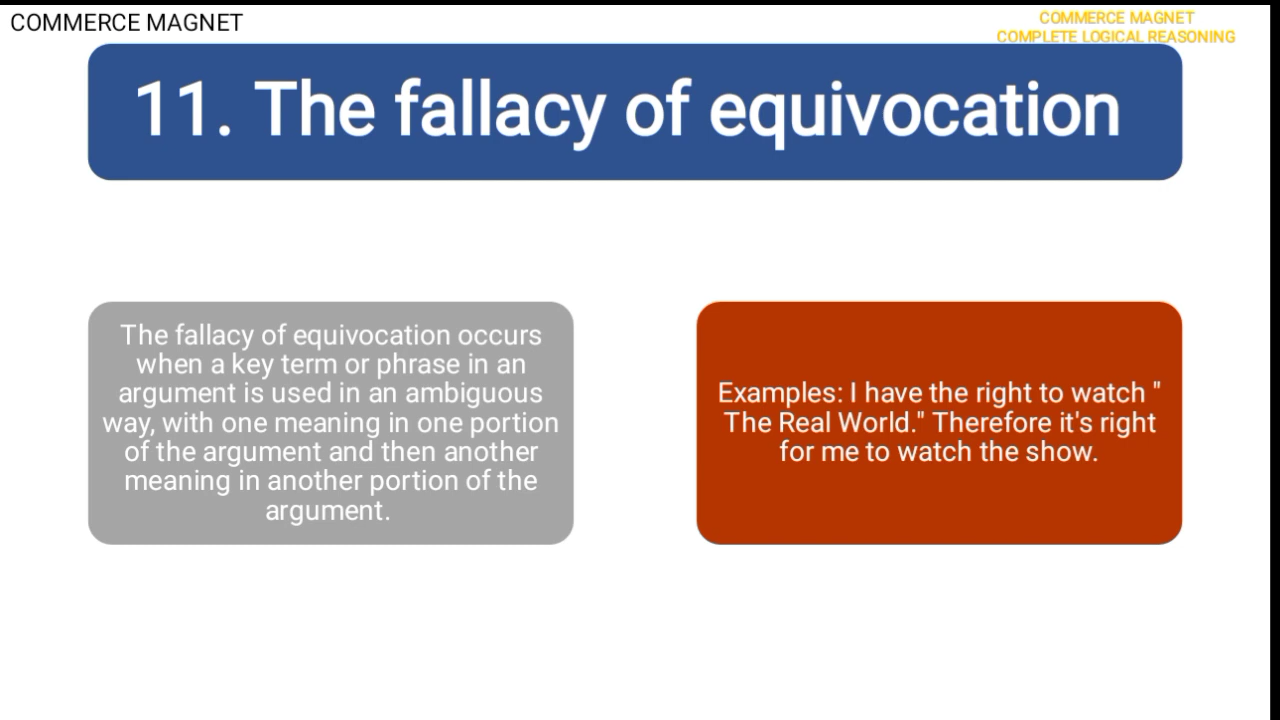 COMMERCE MAGNET
COMMERCE MAGNET
COMPLETE LOGICAL REASONING
11. The fallacy of equivocation
The fallacy of equivocation occurs
when a key term or phrase in an
argument is used in an ambiguous
way, with one meaning in one portion
of the argument and then another
meaning in another portion of the
argument.
Examples: I have the right to watch "
The Real World." Therefore it's right
for me to watch the show.